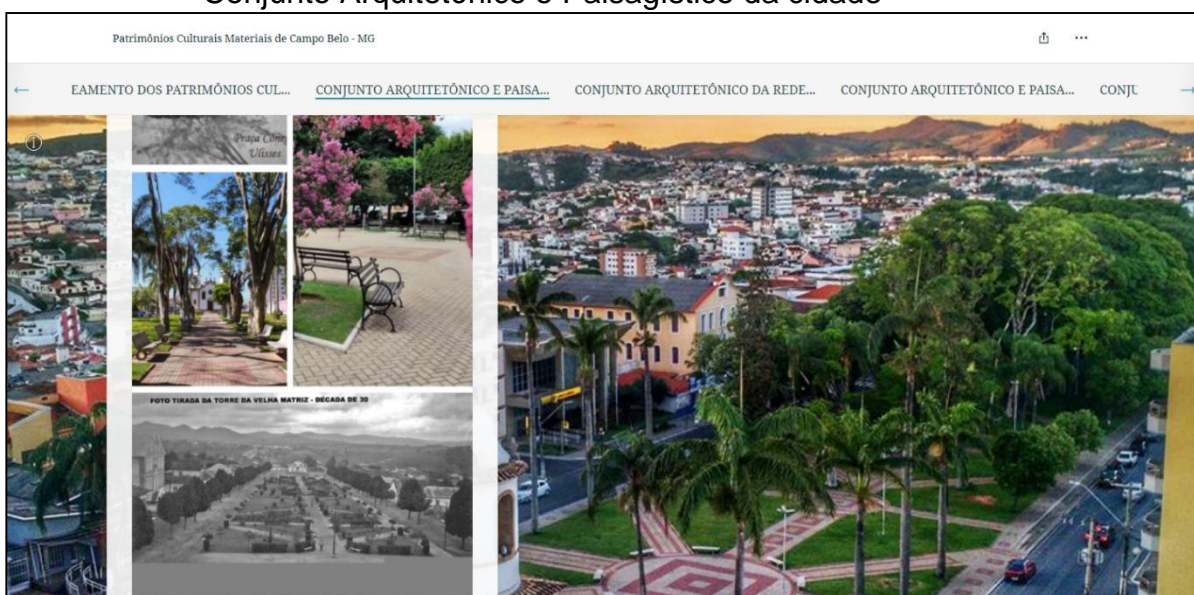 Conjunto Arquitetônico e Paisagístico da cidade
Patrimônios Culturais Materiais de Campo Belo - MG
EAMENTO DOS PATRIMÔNIOS CUL...
CONJUNTO ARQUITETÔNICO E PAISA...
CONJUNTO ARQUITETÔNICO DA REDE...
CONJUNTO ARQUITETÔNICO E PAISA...
CONJU
Praça Côneg
Ulisses
FOTO TIRADA DA TORRE DA VELHA MATRIZ - DÉCADA DE 30